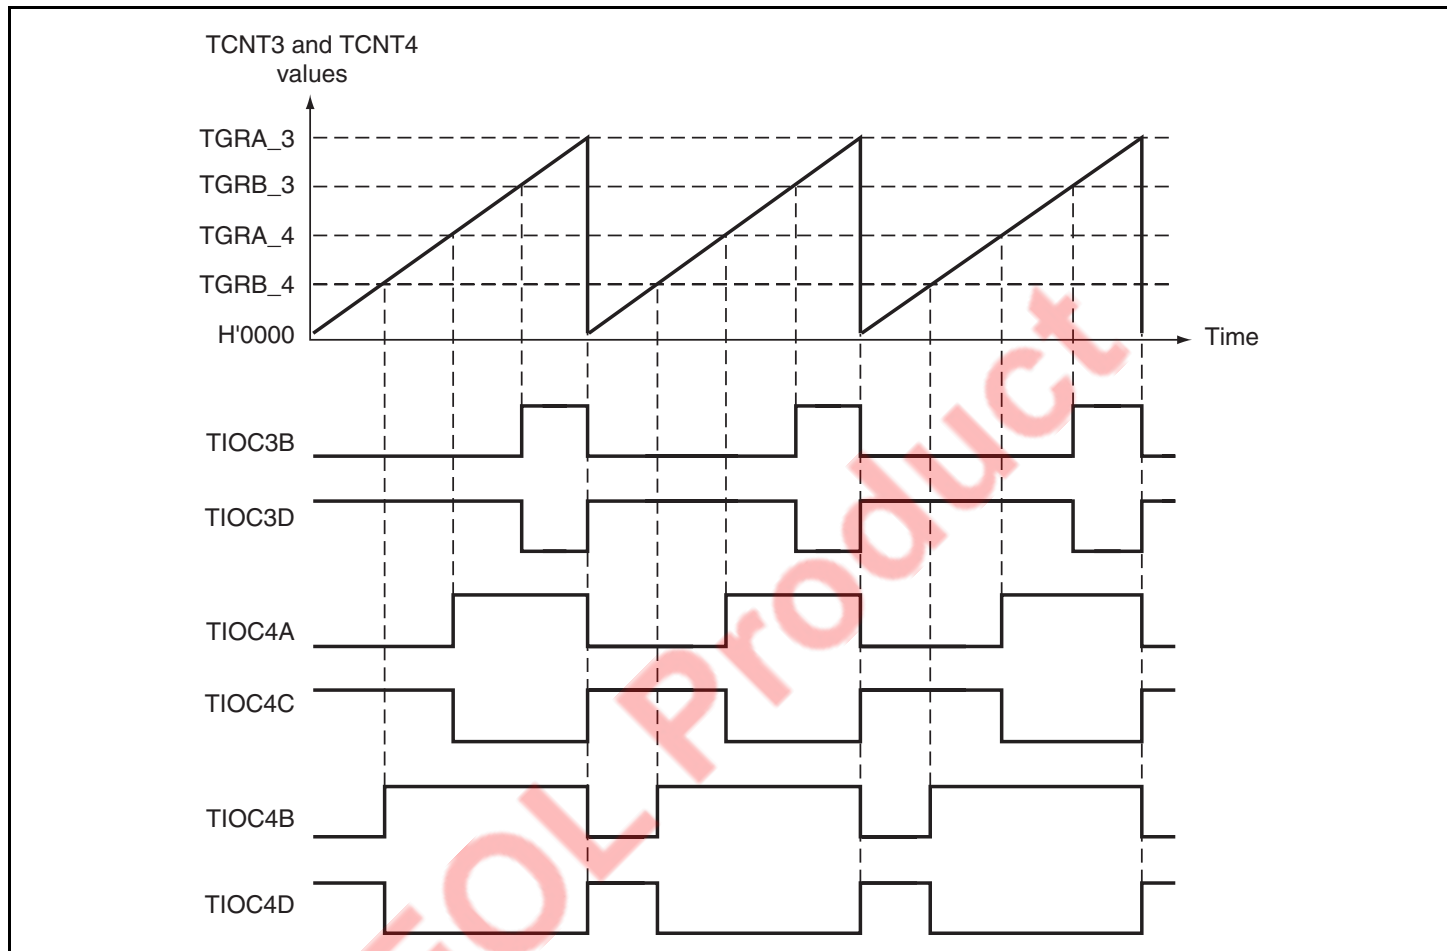 TCNT3 and TCNT4
values
TGRA_3
TGRB_3
TGRA_4
TGRB_4
H'0000
Time
TIOC3B
TIOC3D
TIOC4A
TIOC4C
TIOC4B
TIOC4D
EOL Product